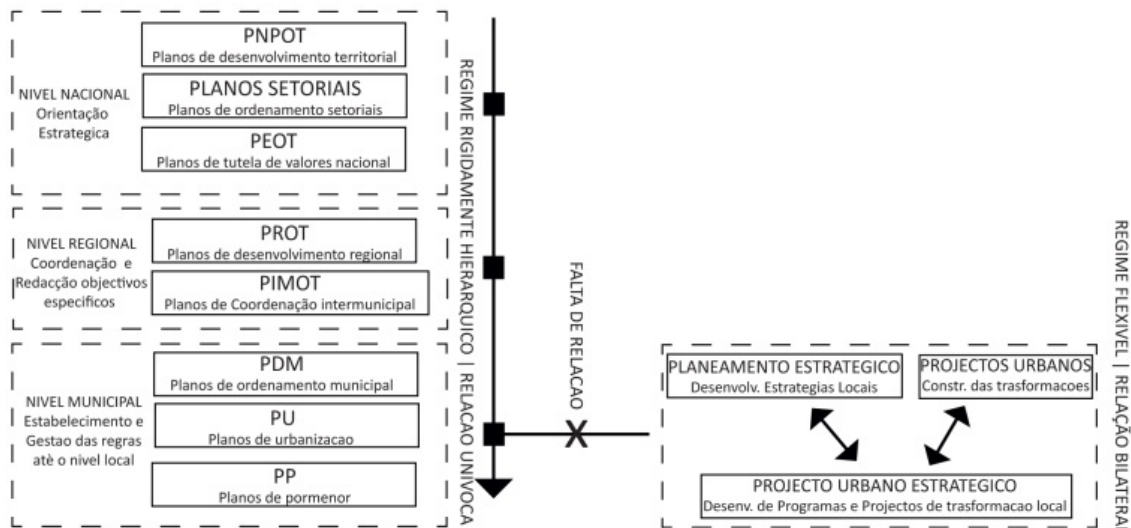 NIVEL NACIONAL
Orientação
Estrategica
PNPOT
Planos de desenvolvimento territorial
PLANOS SETORIAIS
Planos de ordenamento setoriais
PEOT
Planos de tutela de valores nacional
NIVEL REGIONAL
Coordenação e
Redacção objectivos
especificos
PROT
Planos de desenvolvimento regional
PIMOT
Planos de Coordenação intermunicipal
NIVEL MUNICIPAL
Estabelecimento e
Gestao das regras
atè o nivel local
PDM
Planos de ordenamento municipal
PU
Planos de urbanizacao
PP
Planos de pormenor
REGIME RIGIDAMENTE HIERARQUICO | RELACAO UNIVOCA
FALTA DE RELACAO
X
PLANEAMENTO ESTRATEGICO
Desenvolv. Estrategias Locais
PROJECTOS URBANOS
Constr. das trasformacoes
PROJECTO URBANO ESTRATEGICO
Desenv. de Programas e Projectos de trasformacao local
REGIME FLEXIVEL | RELAÇÃO BILATERA